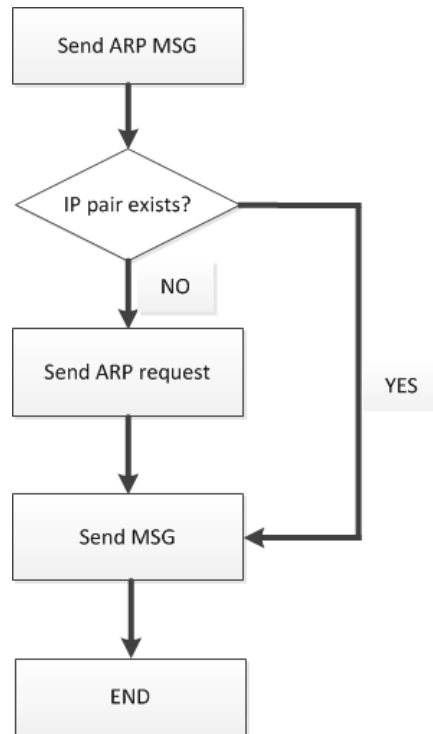 Send ARP MSG
IP pair exists?
NO
Send ARP request
YES
Send MSG
END